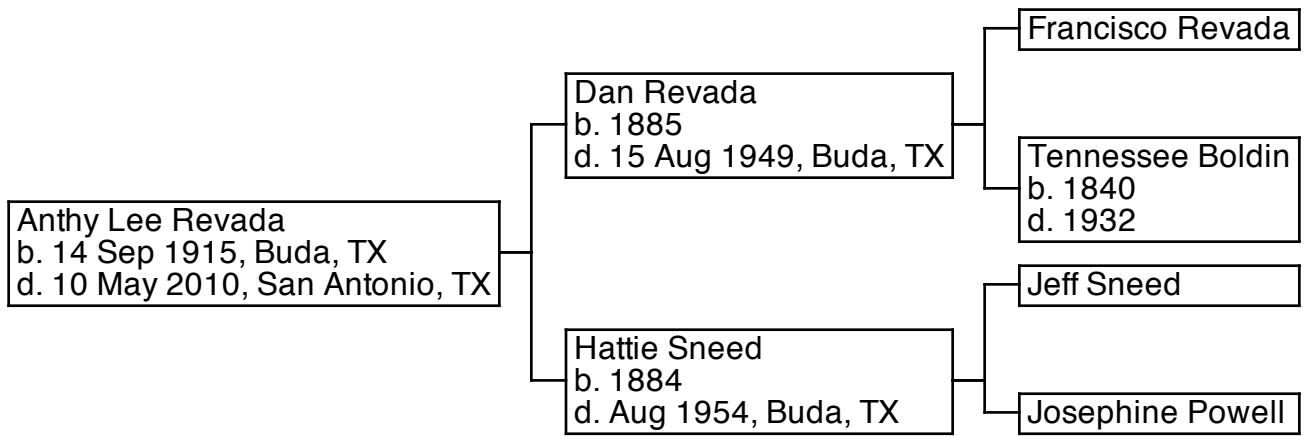 Francisco Revada
Dan Revada
b. 1885
d. 15 Aug 1949, Buda, TX
Tennessee Boldin
b. 1840
d. 1932
Anthy Lee Revada
b. 14 Sep 1915, Buda, TX
d. 10 May 2010, San Antonio, TX
Jeff Sneed
Hattie Sneed
b. 1884
d. Aug 1954, Buda, TX
Josephine Powell